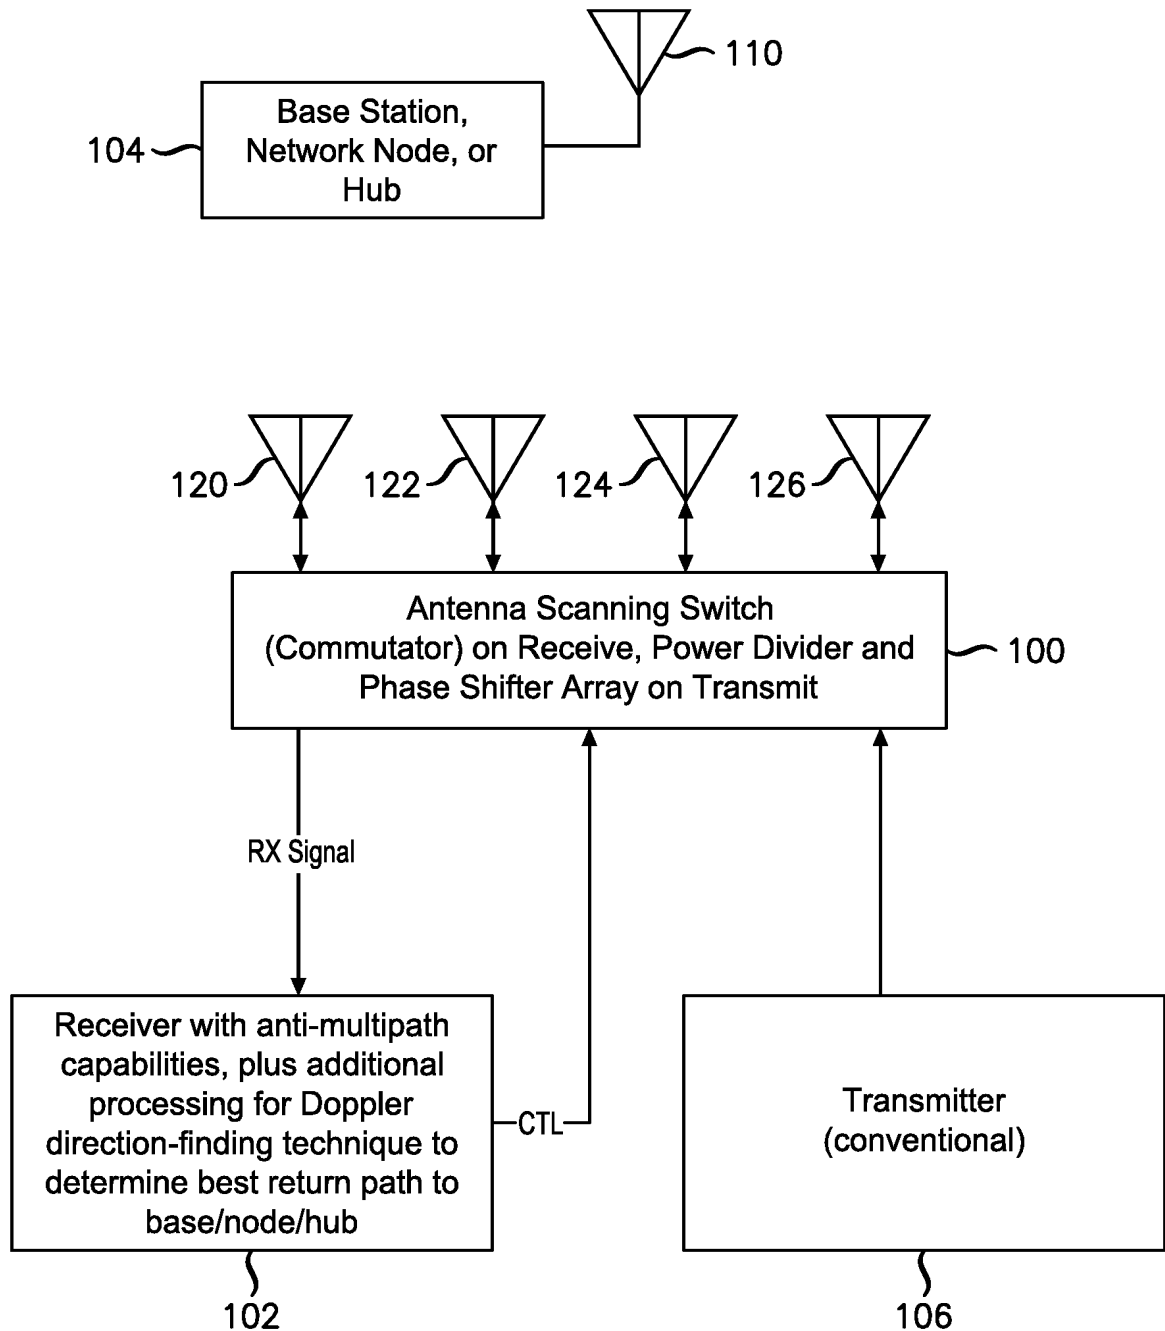 110
Base Station,
Network Node, or
Hub
104
120
122
124
126
Antenna Scanning Switch
(Commutator) on Receive, Power Divider and
Phase Shifter Array on Transmit
100
RX Signal
Receiver with anti-multipath
capabilities, plus additional
processing for Doppler
direction-finding technique to
determine best return path to
base/node/hub
CTL
Transmitter
(conventional)
102
106